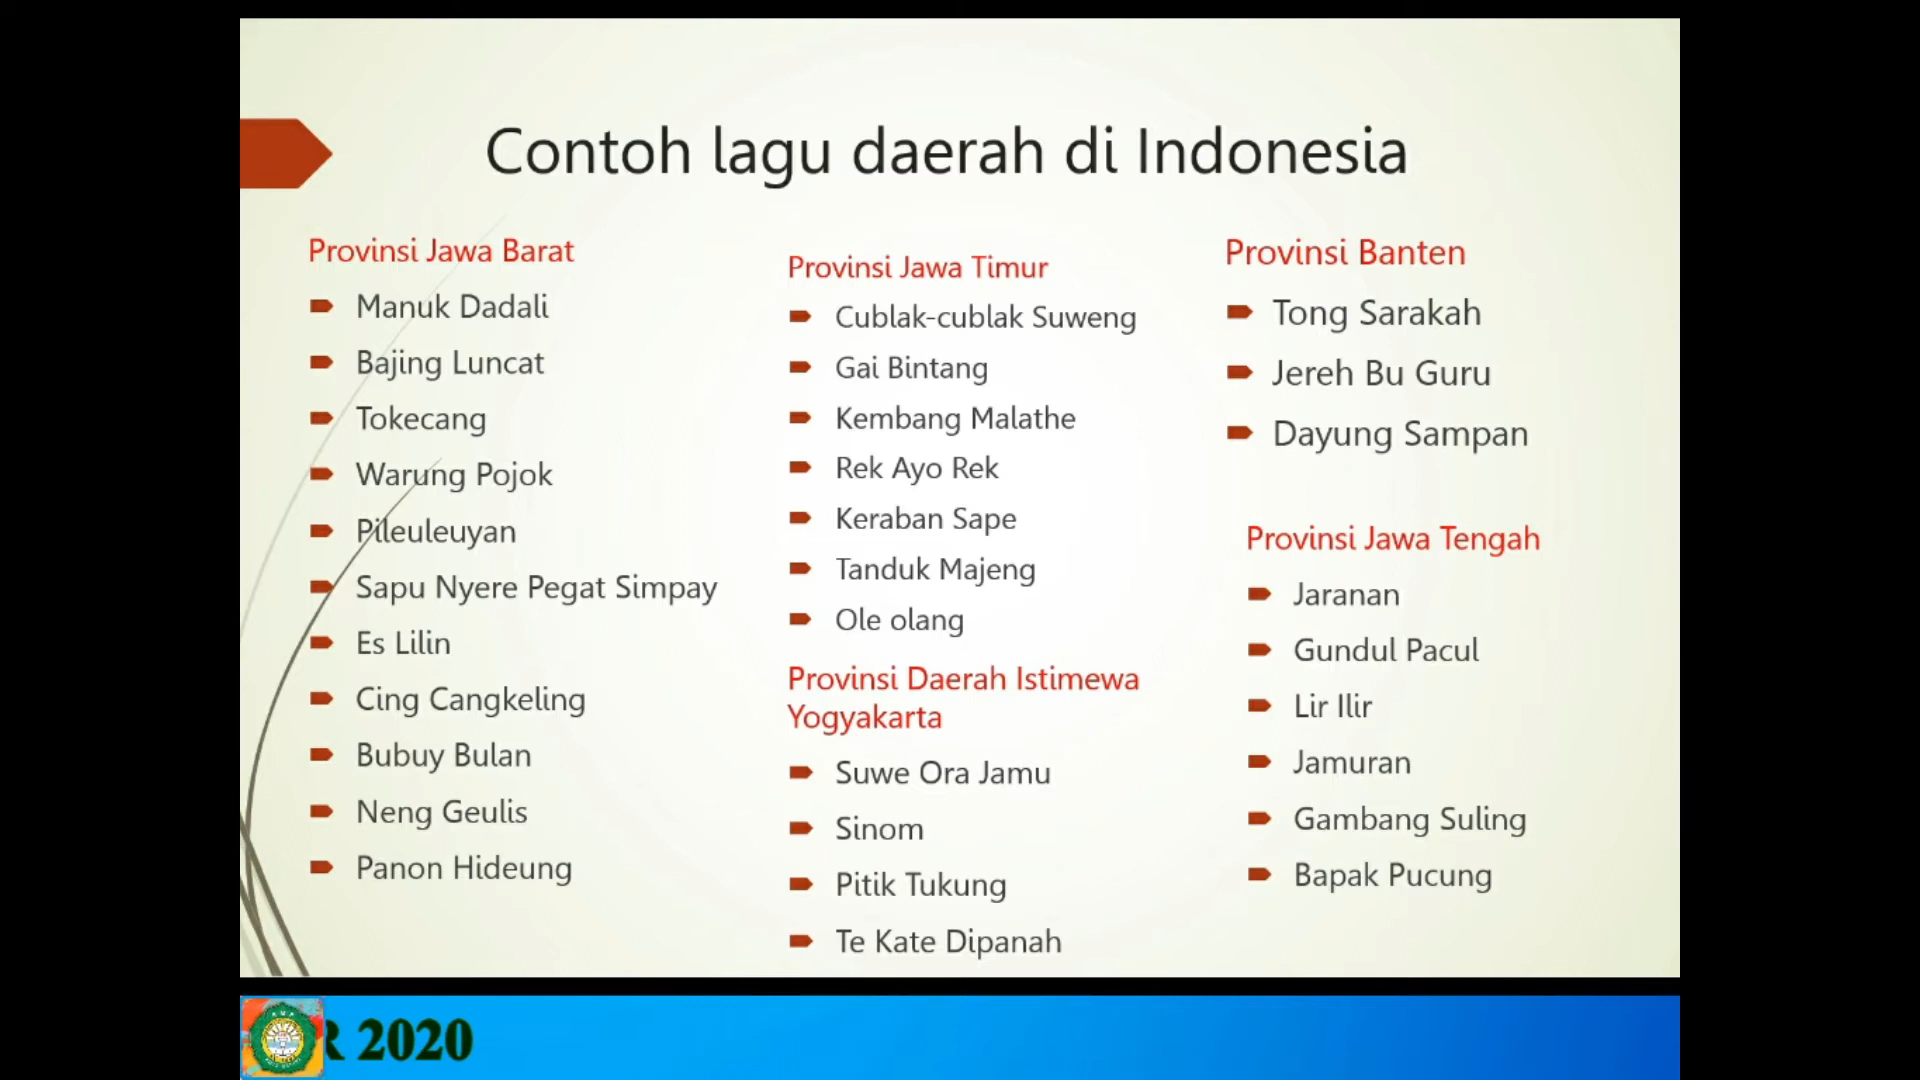 Contoh lagu daerah di Indonesia
Provinsi Jawa Barat
Manuk Dadali
Bajing Luncat
Tokecang
Warung Pojok
Pileuleuyan
Sapu Nyere Pegat Simpay
Es Lilin
Cing Cangkeling
Bubuy Bulan
Neng Geulis
Panon Hideung
Provinsi Jawa Timur
Cublak-cublak Suweng
Gai Bintang
Kembang Malathe
Rek Ayo Rek
Keraban Sape
Tanduk Majeng
Ole olang
Provinsi Daerah Istimewa
Yogyakarta
Suwe Ora Jamu
Sinom
Pitik Tukung
Te Kate Dipanah
Provinsi Banten
Tong Sarakah
Jereh Bu Guru
Dayung Sampan
Provinsi Jawa Tengah
Jaranan
Gundul Pacul
Lir Ilir
Jamuran
Gambang Suling
Bapak Pucung
R 2020